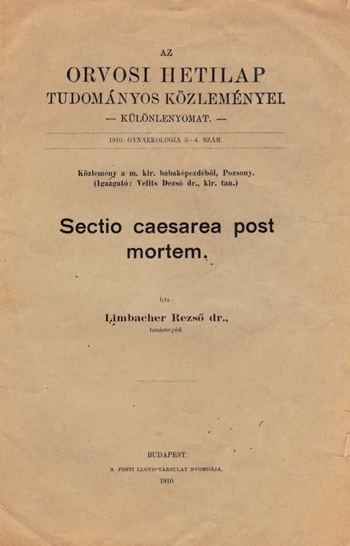 AZ
ORVOSI HETILAP
TUDOMÁNYOS KÖZLEMÉNYEI.
— KÜLÖNLENYOMAT. —
1910. GYNAEKOLOGIA 3—4. SZÁM.
Közlemény a m. kir. bábaképezdéből, Pozsony.
(Igazgató: Velits Dezső dr., kir. tan.)
Sectio caesarea post
mortem.
Irta
Limbacher Rezső dr.,
tanársegéd.
BUDAPEST.
A PESTI LLOYD-TÁRSULAT NYOMDÁJA.
1910.